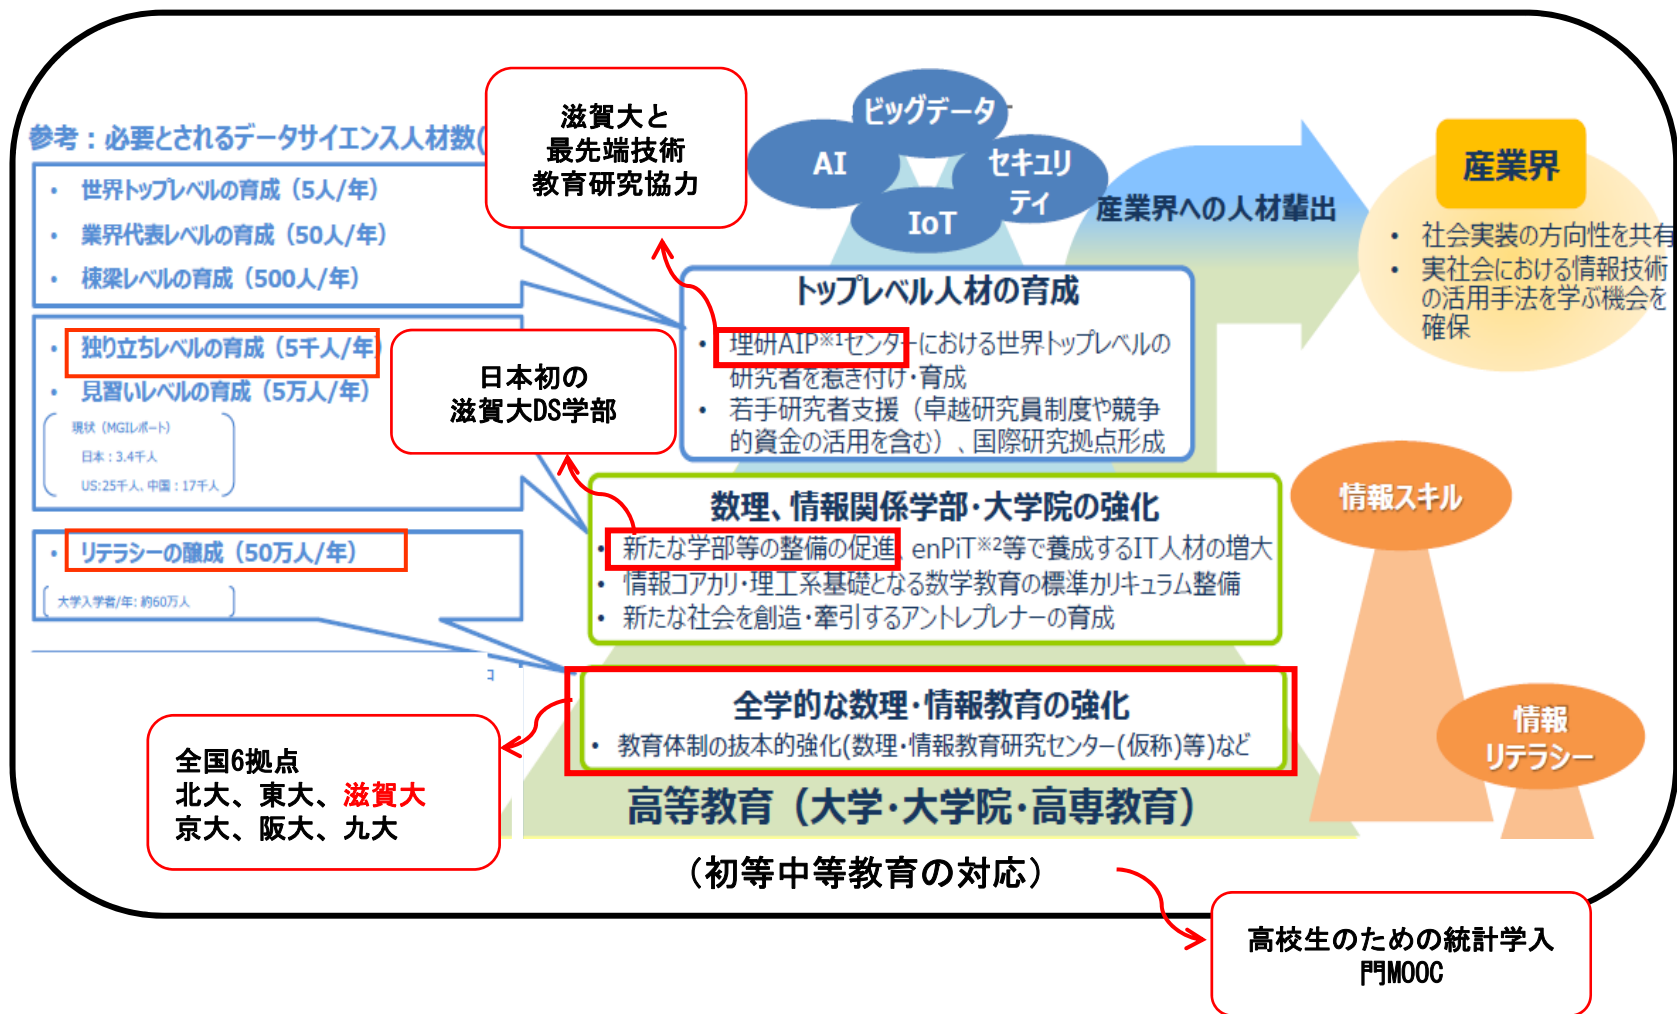 参考：必要とされるデータサイエンス人材数(
・ 世界トップレベルの育成（5人/年）
・ 業界代表レベルの育成（50人/年）
・ 棟梁レベルの育成（500人/年）
・ 独り立ちレベルの育成（5千人/年）
・ 見習いレベルの育成（5万人/年）
現状（MGIレポート）
日本：3.4千人
US:25千人、中国：17千人
・ リテラシーの醸成（50万人/年）
大学入学者/年: 約60万人
滋賀大と
最先端技術
教育研究協力
日本初の
滋賀大DS学部
全国6拠点
北大、東大、滋賀大
京大、阪大、九大
ビッグデータ
AI
セキュリ
ティ
IoT
産業界への人材輩出
産業界
・ 社会実装の方向性を共有
・ 実社会における情報技術
の活用手法を学ぶ機会を
確保
トップレベル人材の育成
・ 理研AIP※1センターにおける世界トップレベルの
研究者を惹き付け・育成
・ 若手研究者支援（卓越研究員制度や競争
的資金の活用を含む）、国際研究拠点形成
数理、情報関係学部・大学院の強化
・ 新たな学部等の整備の促進、enPiT※2等で養成するIT人材の増大
・ 情報コアカリ・理工系基礎となる数学教育の標準カリキュラム整備
・ 新たな社会を創造・牽引するアントレプレナーの育成
全学的な数理・情報教育の強化
・ 教育体制の抜本的強化(数理・情報教育研究センター(仮称)等)など
高等教育（大学・大学院・高専教育）
（初等中等教育の対応）
情報スキル
情報
リテラシー
高校生のための統計学入
門MOOC